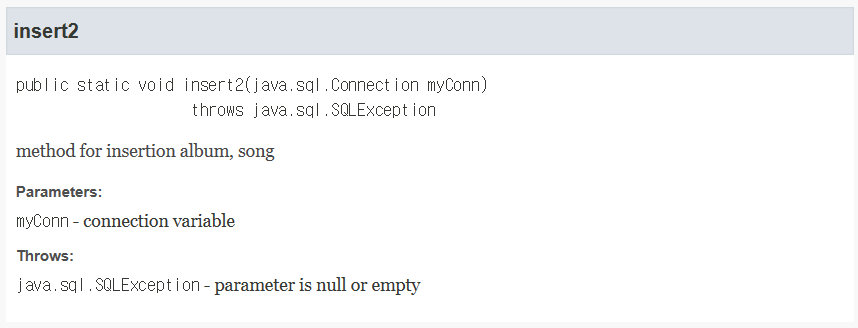 insert2
public static void insert2(java.sql.Connection myConn)
throws java.sql.SQLException
method for insertion album, song
Parameters:
myConn - connection variable
Throws:
java.sql.SQLException - parameter is null or empty